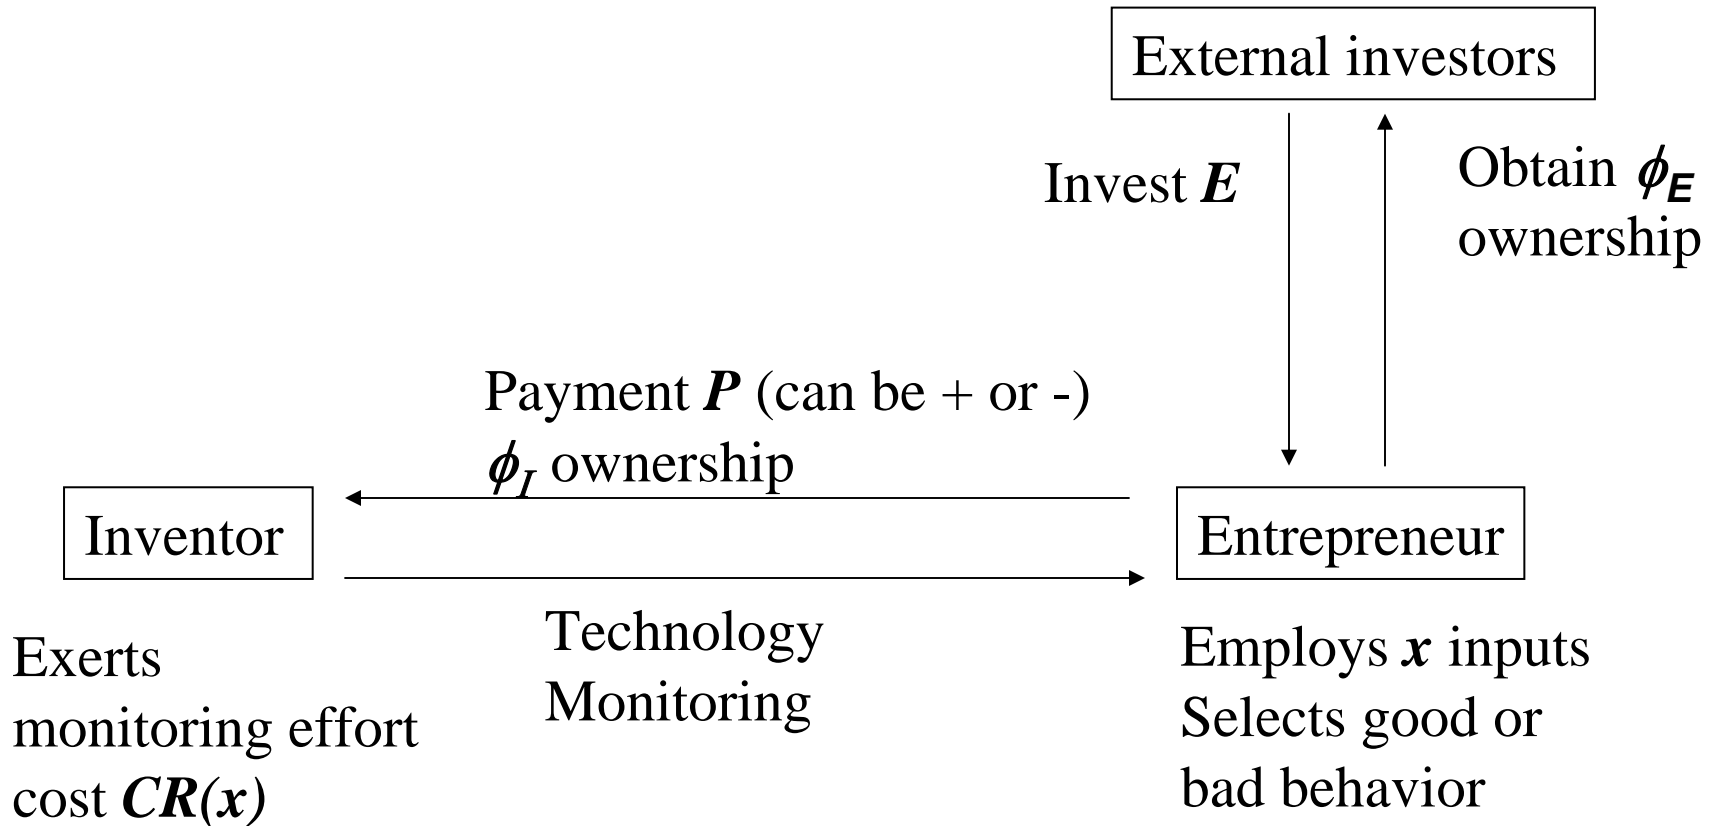 External investors
Invest E
Obtain ϕE
ownership
Payment P (can be + or -)
ϕI ownership
Inventor
Entrepreneur
Technology
Monitoring
Exerts
monitoring effort
cost CR(x)
Employs x inputs
Selects good or
bad behavior